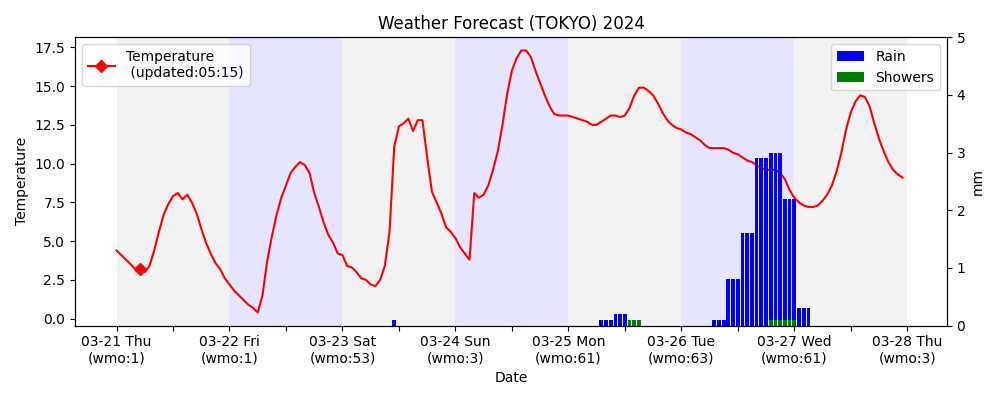 Weather Forecast (TOKYO) 2024
Temperature
(updated:05:15)
Rain
Showers
17.5
15.0
12.5
10.0
7.5
5.0
2.5
0.0
Temperature
5
4
3
2
1
0
mm
03-21 Thu
(wmo:1)
03-22 Fri
(wmo:1)
03-23 Sat
(wmo:53)
03-24 Sun
(wmo:3)
03-25 Mon
(wmo:61)
03-26 Tue
(wmo:63)
03-27 Wed
(wmo:61)
03-28 Thu
(wmo:3)
Date